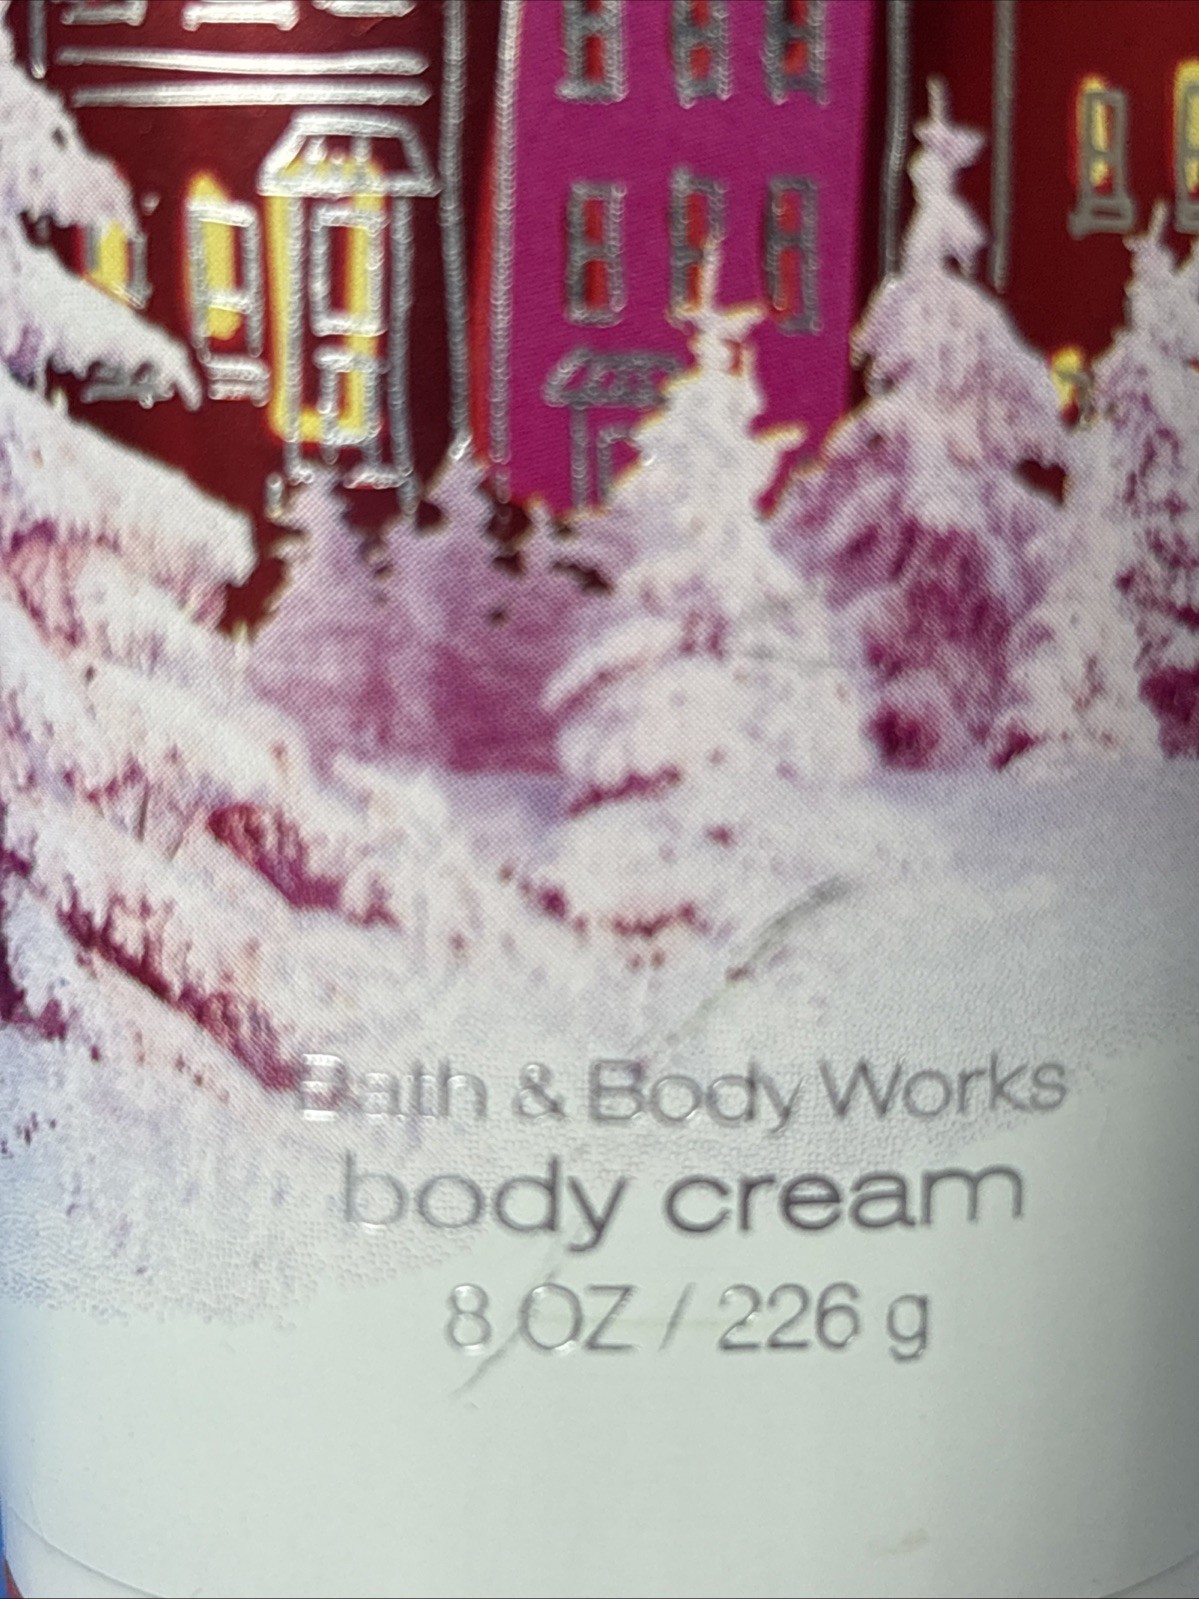 Bath & Body Works
body cream
8 OZ / 226 g